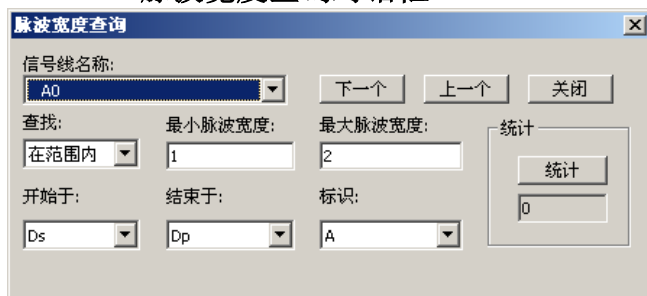 脉波宽度查询
信号线名称:
A0
下一个 上一个 关闭
查找: 最小脉波宽度: 最大脉波宽度: 统计
在范围内 1 2
统计
开始于: 结束于: 标识:
0
Ds Dp A